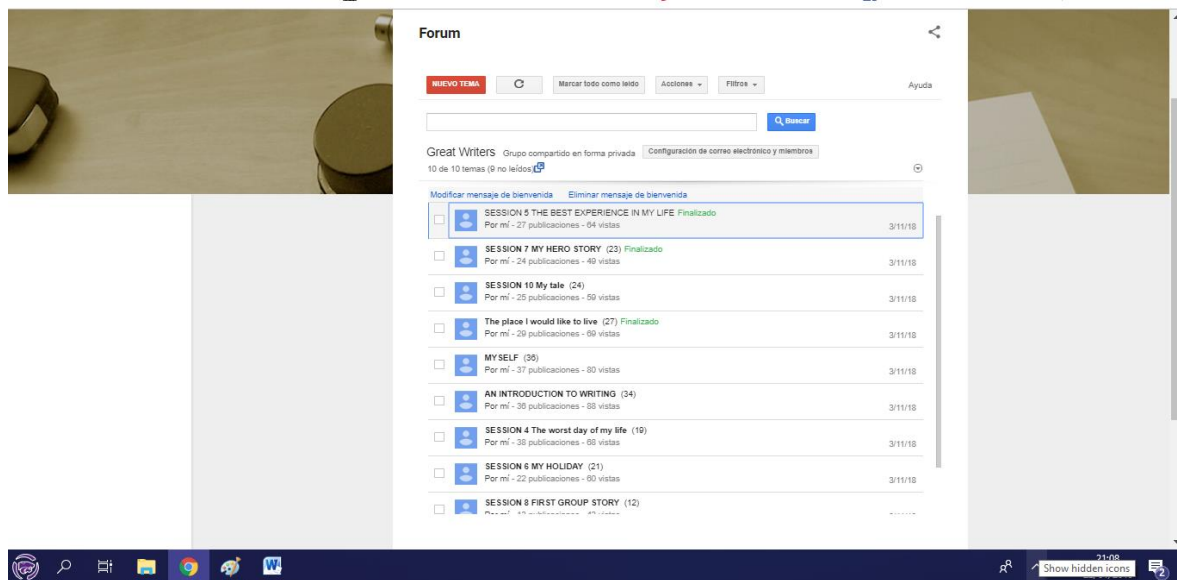 Forum
NUEVO TEMA
Marcar todo como leído
Acciones
Filtros
Ayuda
Buscar
Great Writers Grupo compartido en forma privada Configuración de correo electrónico y miembros
10 de 10 temas (9 no leídos)
Modificar mensaje de bienvenida Eliminar mensaje de bienvenida
SESSION 5 THE BEST EXPERIENCE IN MY LIFE Finalizado
Por mí - 27 publicaciones - 64 vistas
3/11/18
SESSION 7 MY HERO STORY (23) Finalizado
Por mí - 24 publicaciones - 49 vistas
3/11/18
SESSION 10 My tale (24)
Por mí - 25 publicaciones - 59 vistas
3/11/18
The place I would like to live (27) Finalizado
Por mí - 29 publicaciones - 69 vistas
3/11/18
MYSELF (36)
Por mí - 37 publicaciones - 80 vistas
3/11/18
AN INTRODUCTION TO WRITING (34)
Por mí - 36 publicaciones - 88 vistas
3/11/18
SESSION 4 The worst day of my life (19)
Por mí - 38 publicaciones - 68 vistas
3/11/18
SESSION 6 MY HOLIDAY (21)
Por mí - 22 publicaciones - 60 vistas
3/11/18
SESSION 8 FIRST GROUP STORY (12)
21:08
Show hidden icons
2